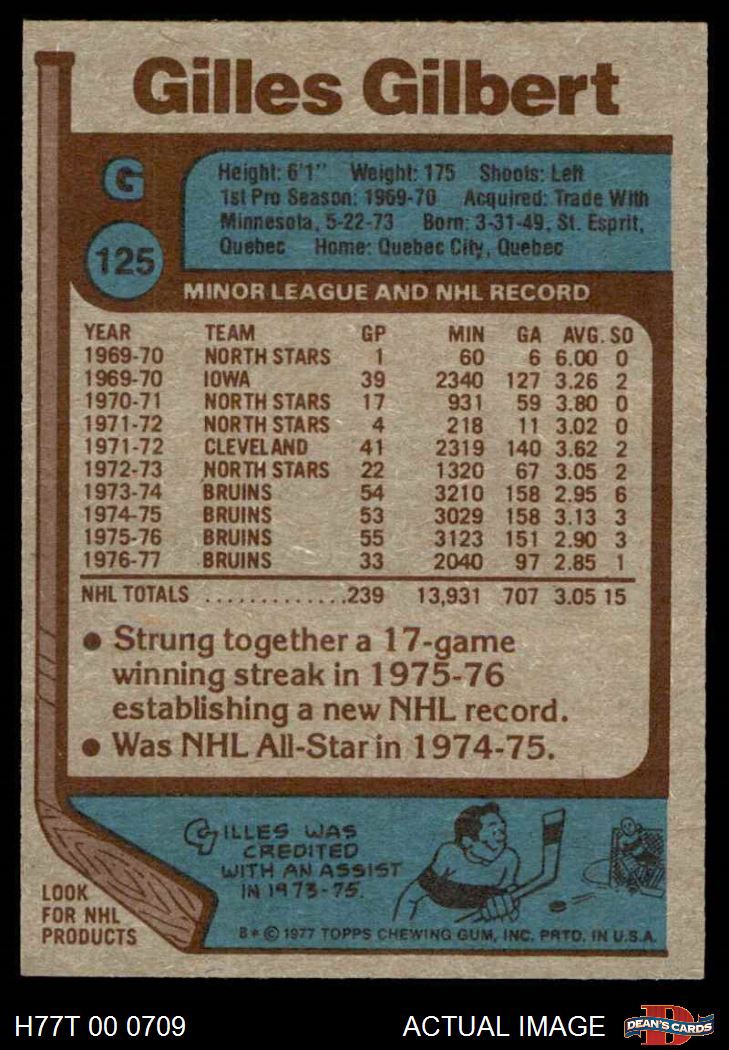 Gilles Gilbert
G
125
Height: 6'1" Weight: 175 Shoots: Left
1st Pro Season: 1969-70 Acquired: Trade With
Minnesota, 5-22-73 Born: 3-31-49, St. Esprit,
Quebec Home: Quebec City, Quebec
MINOR LEAGUE AND NHL RECORD
YEAR TEAM GP MIN GA AVG. SO
1969-70 NORTH STARS 1 60 6 6.00 0
1969-70 IOWA 39 2340 127 3.26 2
1970-71 NORTH STARS 17 931 59 3.80 0
1971-72 NORTH STARS 4 218 11 3.02 0
1971-72 CLEVELAND 41 2319 140 3.62 2
1972-73 NORTH STARS 22 1320 67 3.05 2
1973-74 BRUINS 54 3210 158 2.95 6
1974-75 BRUINS 53 3029 158 3.13 3
1975-76 BRUINS 55 3123 151 2.90 3
1976-77 BRUINS 33 2040 97 2.85 1
NHL TOTALS .............239 13,931 707 3.05 15
• Strung together a 17-game
winning streak in 1975-76
establishing a new NHL record.
• Was NHL All-Star in 1974-75.
GILLES WAS
CREDITED
WITH AN ASSIST
IN 1973-75.
LOOK
FOR NHL
PRODUCTS
B* © 1977 TOPPS CHEWING GUM, INC. PRTD. IN U.S.A.
H77T 00 0709 ACTUAL IMAGE
D
DEAN'S CARDS